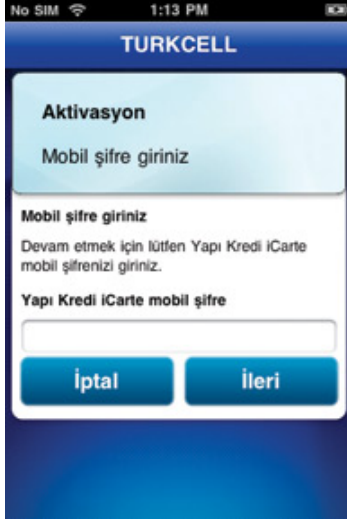 No SIM 1:13 PM
TURKCELL
Aktivasyon
Mobil şifre giriniz
Mobil şifre giriniz
Devam etmek için lütfen Yapı Kredi iCarte
mobil şifrenizi giriniz.
Yapı Kredi iCarte mobil şifre
İptal İleri